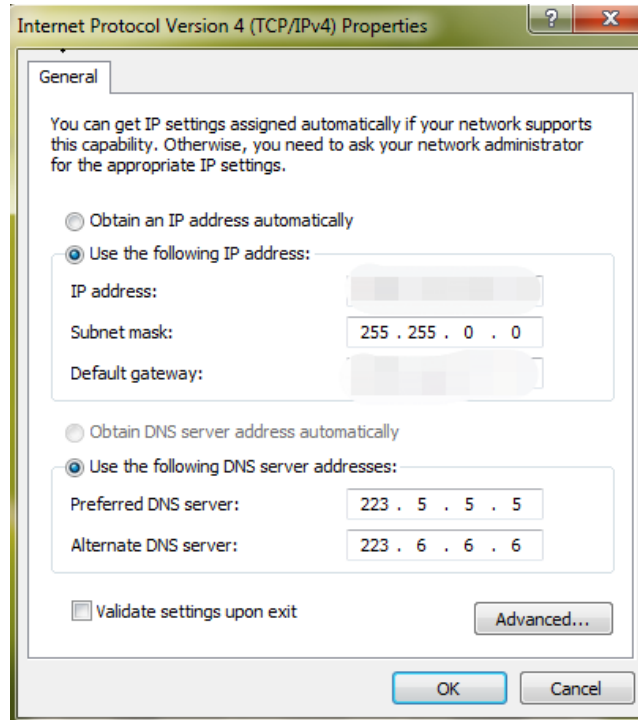 Internet Protocol Version 4 (TCP/IPv4) Properties
General
You can get IP settings assigned automatically if your network supports
this capability. Otherwise, you need to ask your network administrator
for the appropriate IP settings.
Obtain an IP address automatically
Use the following IP address:
IP address:
Subnet mask: 255 . 255 . 0 . 0
Default gateway:
Obtain DNS server address automatically
Use the following DNS server addresses:
Preferred DNS server: 223 . 5 . 5 . 5
Alternate DNS server: 223 . 6 . 6 . 6
Validate settings upon exit
Advanced...
OK Cancel